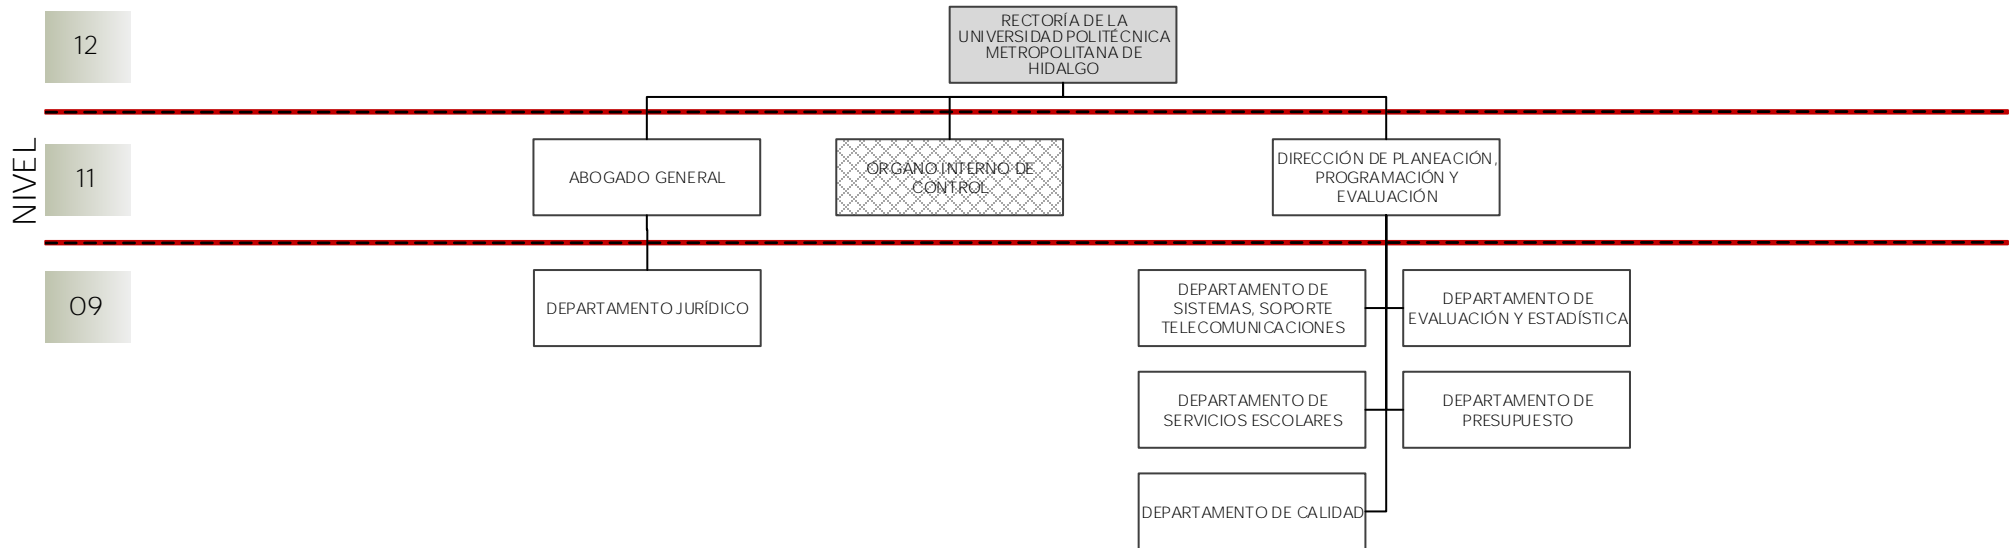 12
RECTORÍA DE LA
UNIVERSIDAD POLITÉCNICA
METROPOLITANA DE
HIDALGO
NIVEL
11
ABOGADO GENERAL
ÓRGANO INTERNO DE
CONTROL
DIRECCIÓN DE PLANEACIÓN,
PROGRAMACIÓN Y
EVALUACIÓN
09
DEPARTAMENTO JURÍDICO
DEPARTAMENTO DE
SISTEMAS, SOPORTE
TELECOMUNICACIONES
DEPARTAMENTO DE
EVALUACIÓN Y ESTADÍSTICA
DEPARTAMENTO DE
SERVICIOS ESCOLARES
DEPARTAMENTO DE
PRESUPUESTO
DEPARTAMENTO DE CALIDAD